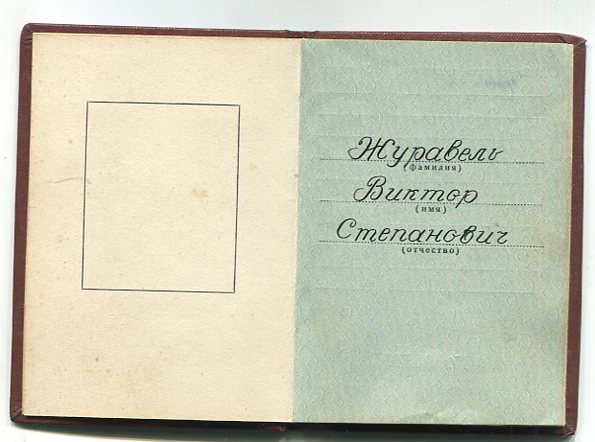 Журавель
(фамилия)
Виктор
(имя)
Степанович
(отчество)